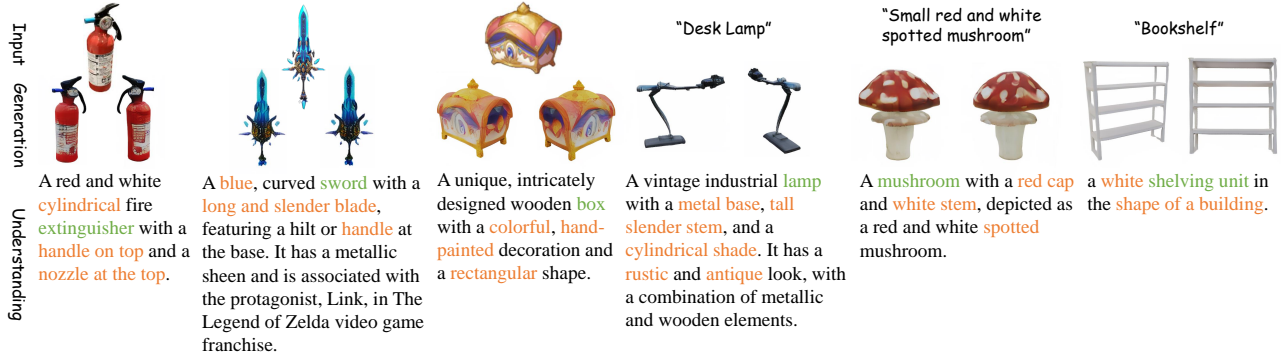 Input
Generation
Understanding
"Desk Lamp"
"Small red and white
spotted mushroom"
"Bookshelf"
A red and white
cylindrical fire
extinguisher with a
handle on top and a
nozzle at the top.
A blue, curved sword with a
long and slender blade,
featuring a hilt or handle at
the base. It has a metallic
sheen and is associated with
the protagonist, Link, in The
Legend of Zelda video game
franchise.
A unique, intricately
designed wooden box
with a colorful, hand-
painted decoration and
a rectangular shape.
A vintage industrial lamp
with a metal base, tall
slender stem, and a
cylindrical shade. It has a
rustic and antique look, with
a combination of metallic
and wooden elements.
A mushroom with a red cap
and white stem, depicted as
a red and white spotted
mushroom.
a white shelving unit in
the shape of a building.